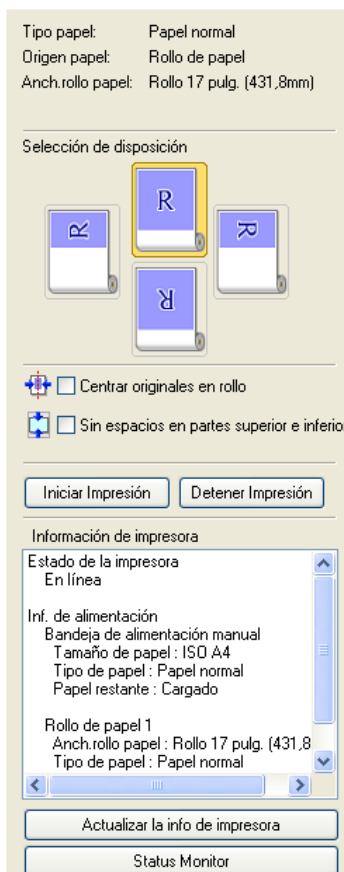 Tipo papel: Papel normal
Origen papel: Rollo de papel
Anch.rollo papel: Rollo 17 pulg. (431,8mm)
Selección de disposición
R
R
R
R
Centrar originales en rollo
Sin espacios en partes superior e inferio
Iniciar Impresión Detener Impresión
Información de impresora
Estado de la impresora
En línea
Inf. de alimentación
Bandeja de alimentación manual
Tamaño de papel : ISO A4
Tipo de papel : Papel normal
Papel restante : Cargado
Rollo de papel 1
Anch.rollo papel : Rollo 17 pulg. (431,8
Tipo de papel : Papel normal
Actualizar la info de impresora
Status Monitor